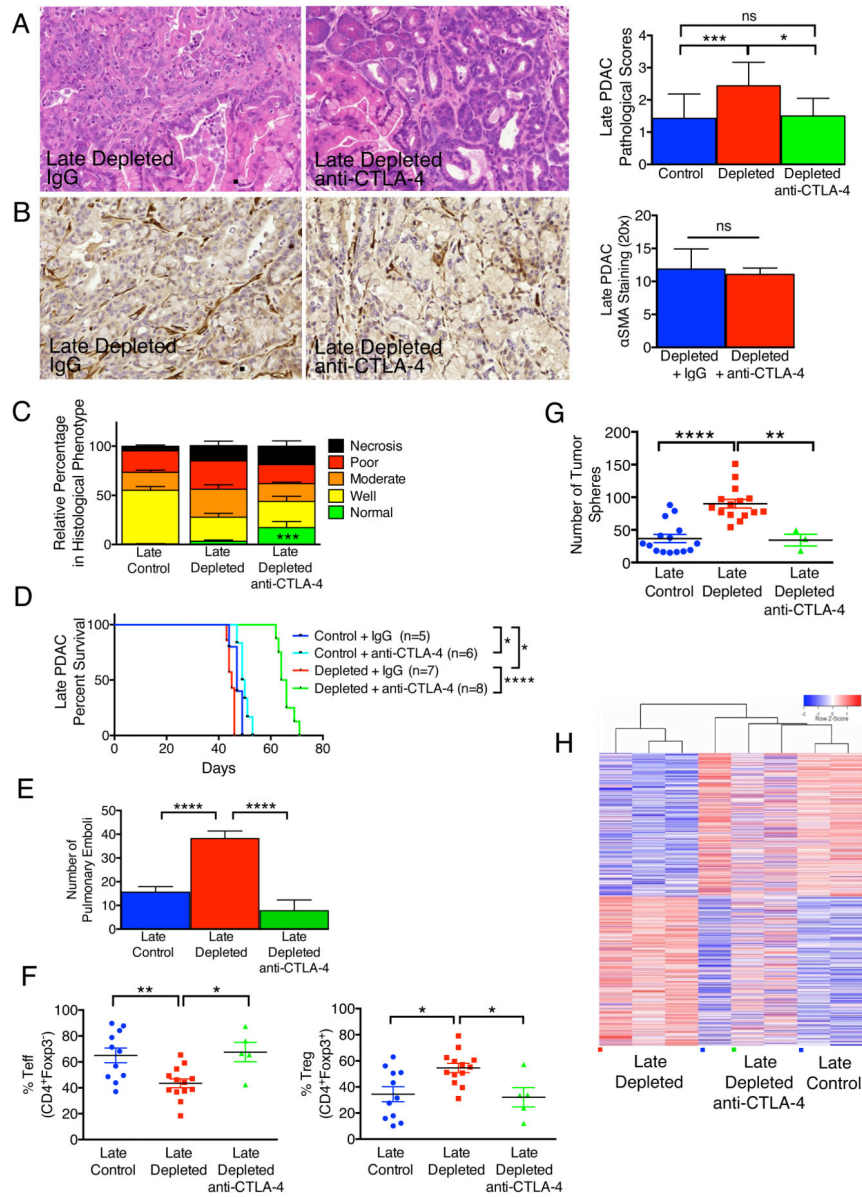 A
Late Depleted
IgG
Late Depleted
anti-CTLA-4
Late PDAC
Pathological Scores
4
3
2
1
0
ns
***
*
Control
Depleted
Depleted
anti-CTLA-4
B
Late Depleted
IgG
Late Depleted
anti-CTLA-4
Late PDAC
αSMA Staining (20x)
20
15
10
5
0
ns
Depleted
+ IgG
Depleted
+ anti-CTLA-4
C
Relative Percentage
in Histological Phenotype
100
50
0
***
Late
Control
Late
Depleted
Late
Depleted
anti-CTLA-4
Necrosis
Poor
Moderate
Well
Normal
G
Number of Tumor
Spheres
200
150
100
50
0
****
**
Late
Control
Late
Depleted
Late
Depleted
anti-CTLA-4
D
Late PDAC
Percent Survival
100
80
60
40
20
0
0 20 40 60 80
Days
Control + IgG (n=5)
Control + anti-CTLA-4 (n=6)
Depleted + IgG (n=7)
Depleted + anti-CTLA-4 (n=8)
*
*
****
E
Number of
Pulmonary Emboli
50
40
30
20
10
0
****
****
Late
Control
Late
Depleted
Late
Depleted
anti-CTLA-4
H
Row Z-Score
Late
Depleted
Late
Depleted
anti-CTLA-4
Late
Control
F
% Teff
(CD4+Foxp3-)
100
80
60
40
20
0
**
*
Late
Control
Late
Depleted
Late
Depleted
anti-CTLA-4
% Treg
(CD4+Foxp3+)
100
80
60
40
20
0
*
*
Late
Control
Late
Depleted
Late
Depleted
anti-CTLA-4